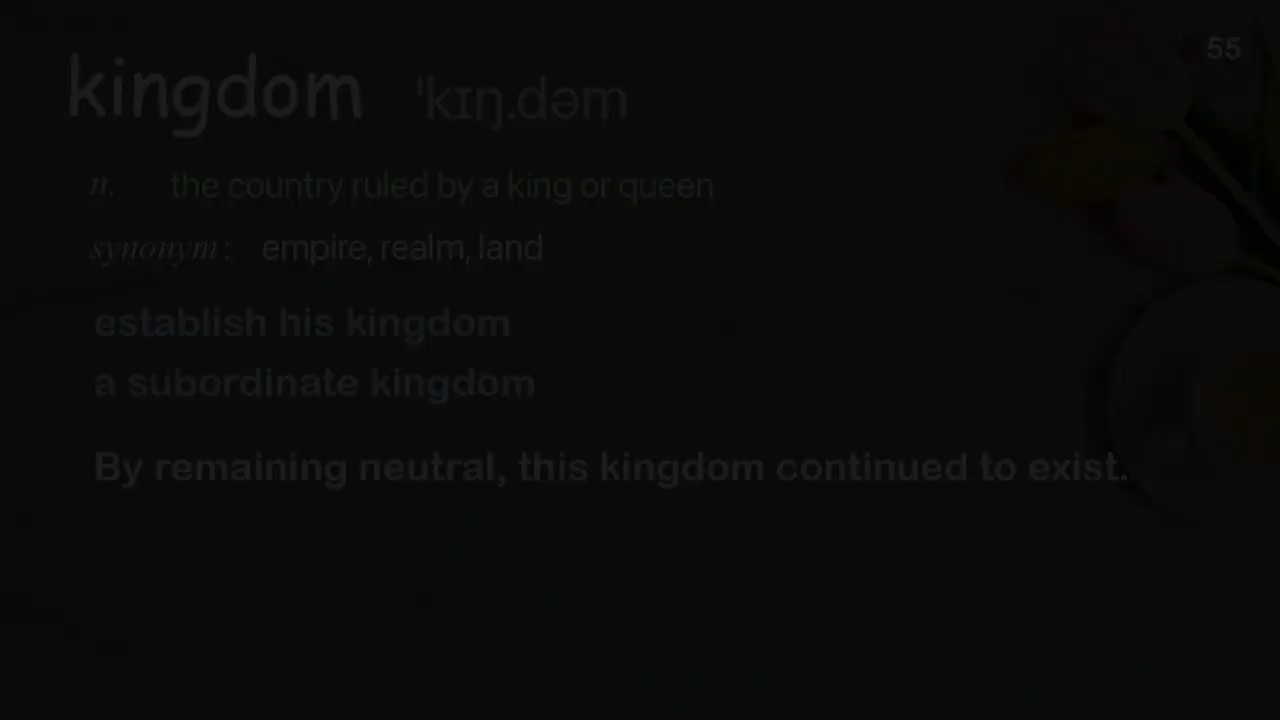 55
kingdom ˈkɪŋ.dəm
n. the country ruled by a king or queen
synonym: empire, realm, land
establish his kingdom
a subordinate kingdom
By remaining neutral, this kingdom continued to exist.